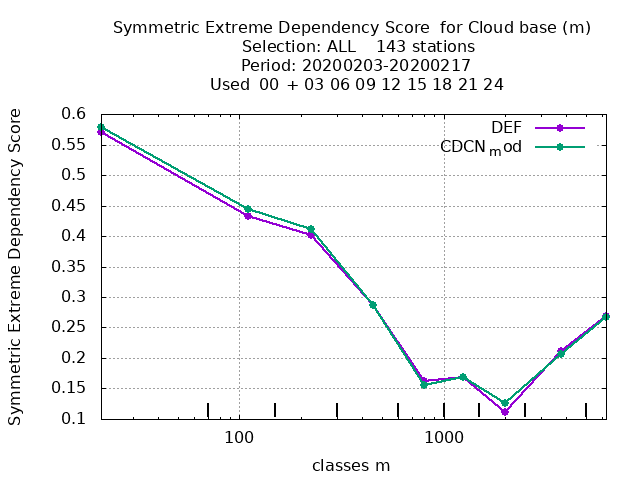 Symmetric Extreme Dependency Score  for Cloud base (m)
Selection: ALL    143 stations
Period: 20200203-20200217
Used  00 + 03 06 09 12 15 18 21 24
Symmetric Extreme Dependency Score
0.6
0.55
0.5
0.45
0.4
0.35
0.3
0.25
0.2
0.15
0.1
DEF
CDCNmod
100
1000
classes m